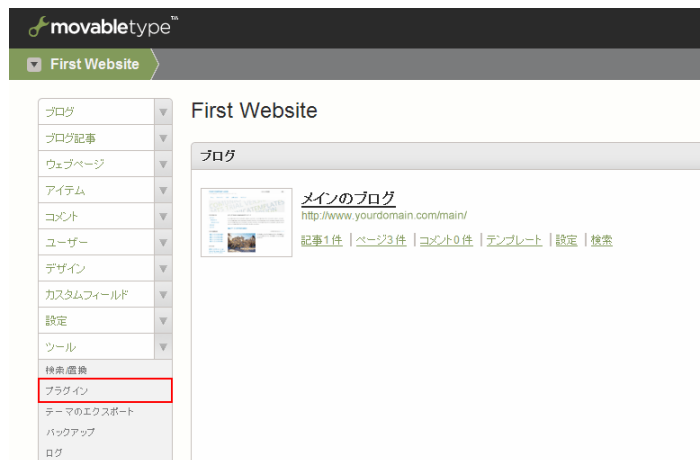 movabletype™
First Website
First Website
ブログ
ブログ記事
ウェブページ
アイテム
コメント
ユーザー
デザイン
カスタムフィールド
設定
ツール
検索/置換
プラグイン
テーマのエクスポート
バックアップ
ログ
ブログ
メインのブログ
http://www.yourdomain.com/main/
記事1件 | ページ3件 | コメント0件 | テンプレート | 設定 | 検索